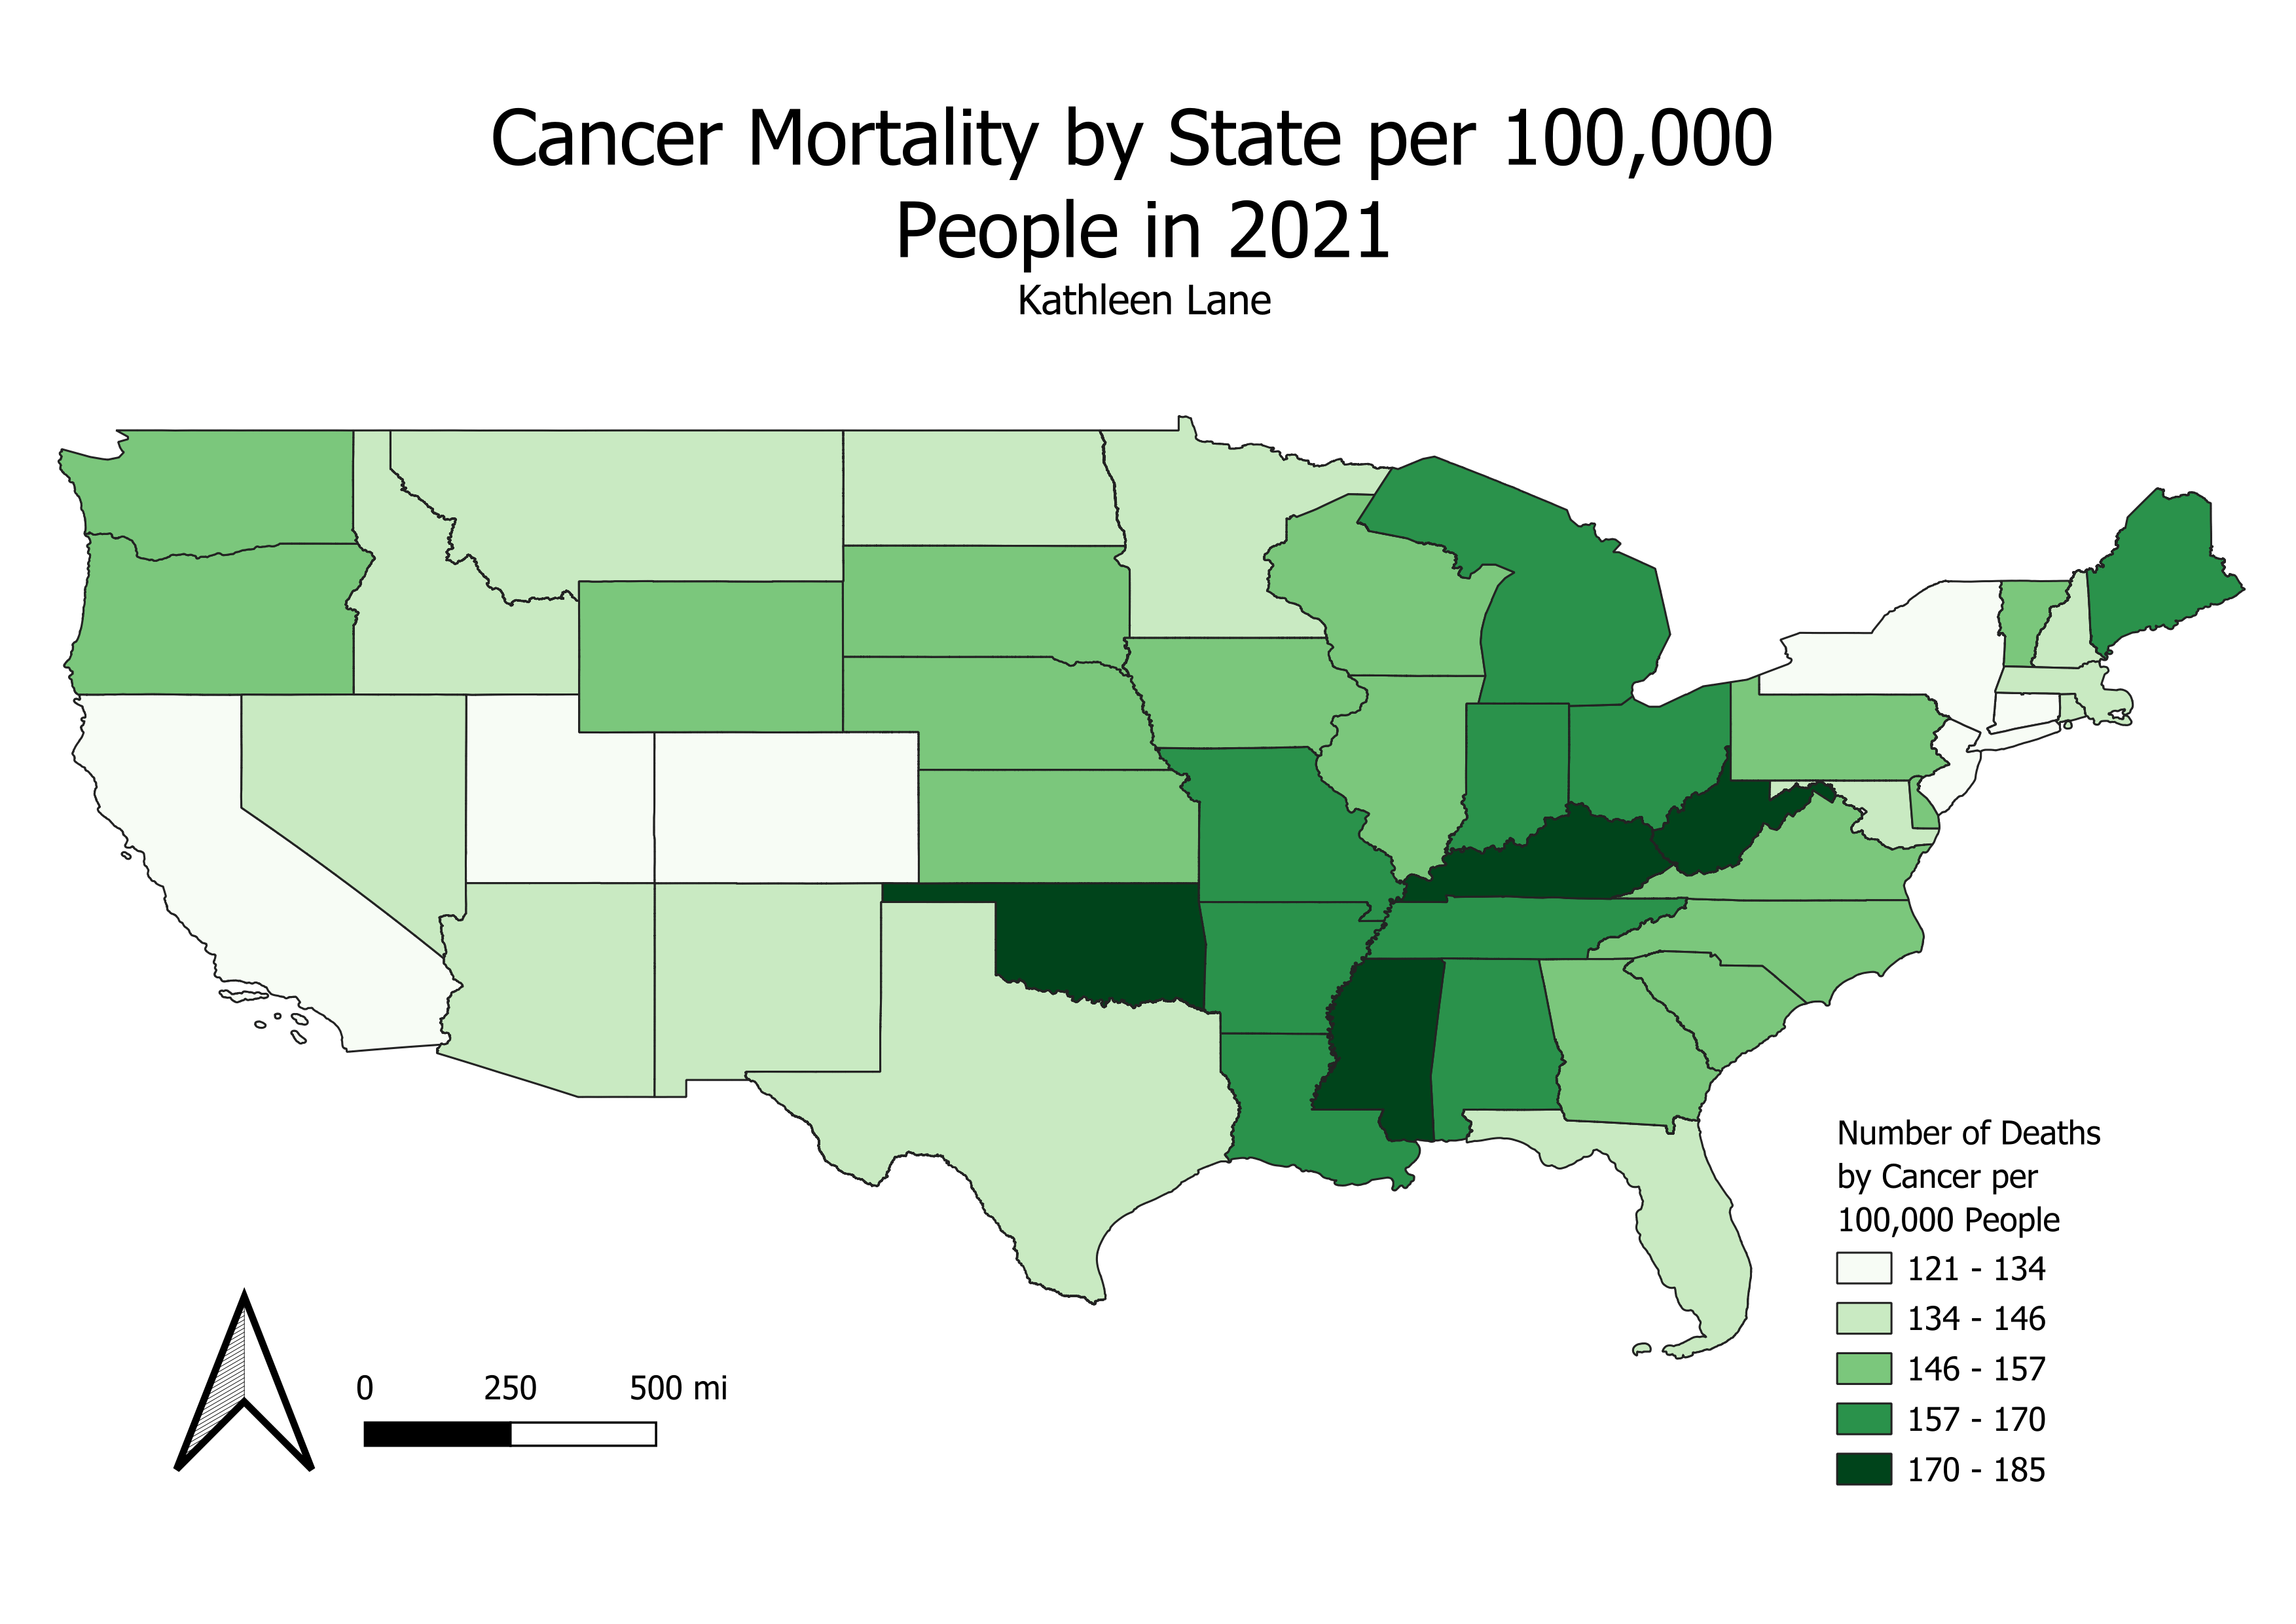 Cancer Mortality by State per 100,000
People in 2021
Kathleen Lane
Number of Deaths
by Cancer per
100,000 People
121 - 134
134 - 146
146 - 157
157 - 170
170 - 185
0 250 500 mi